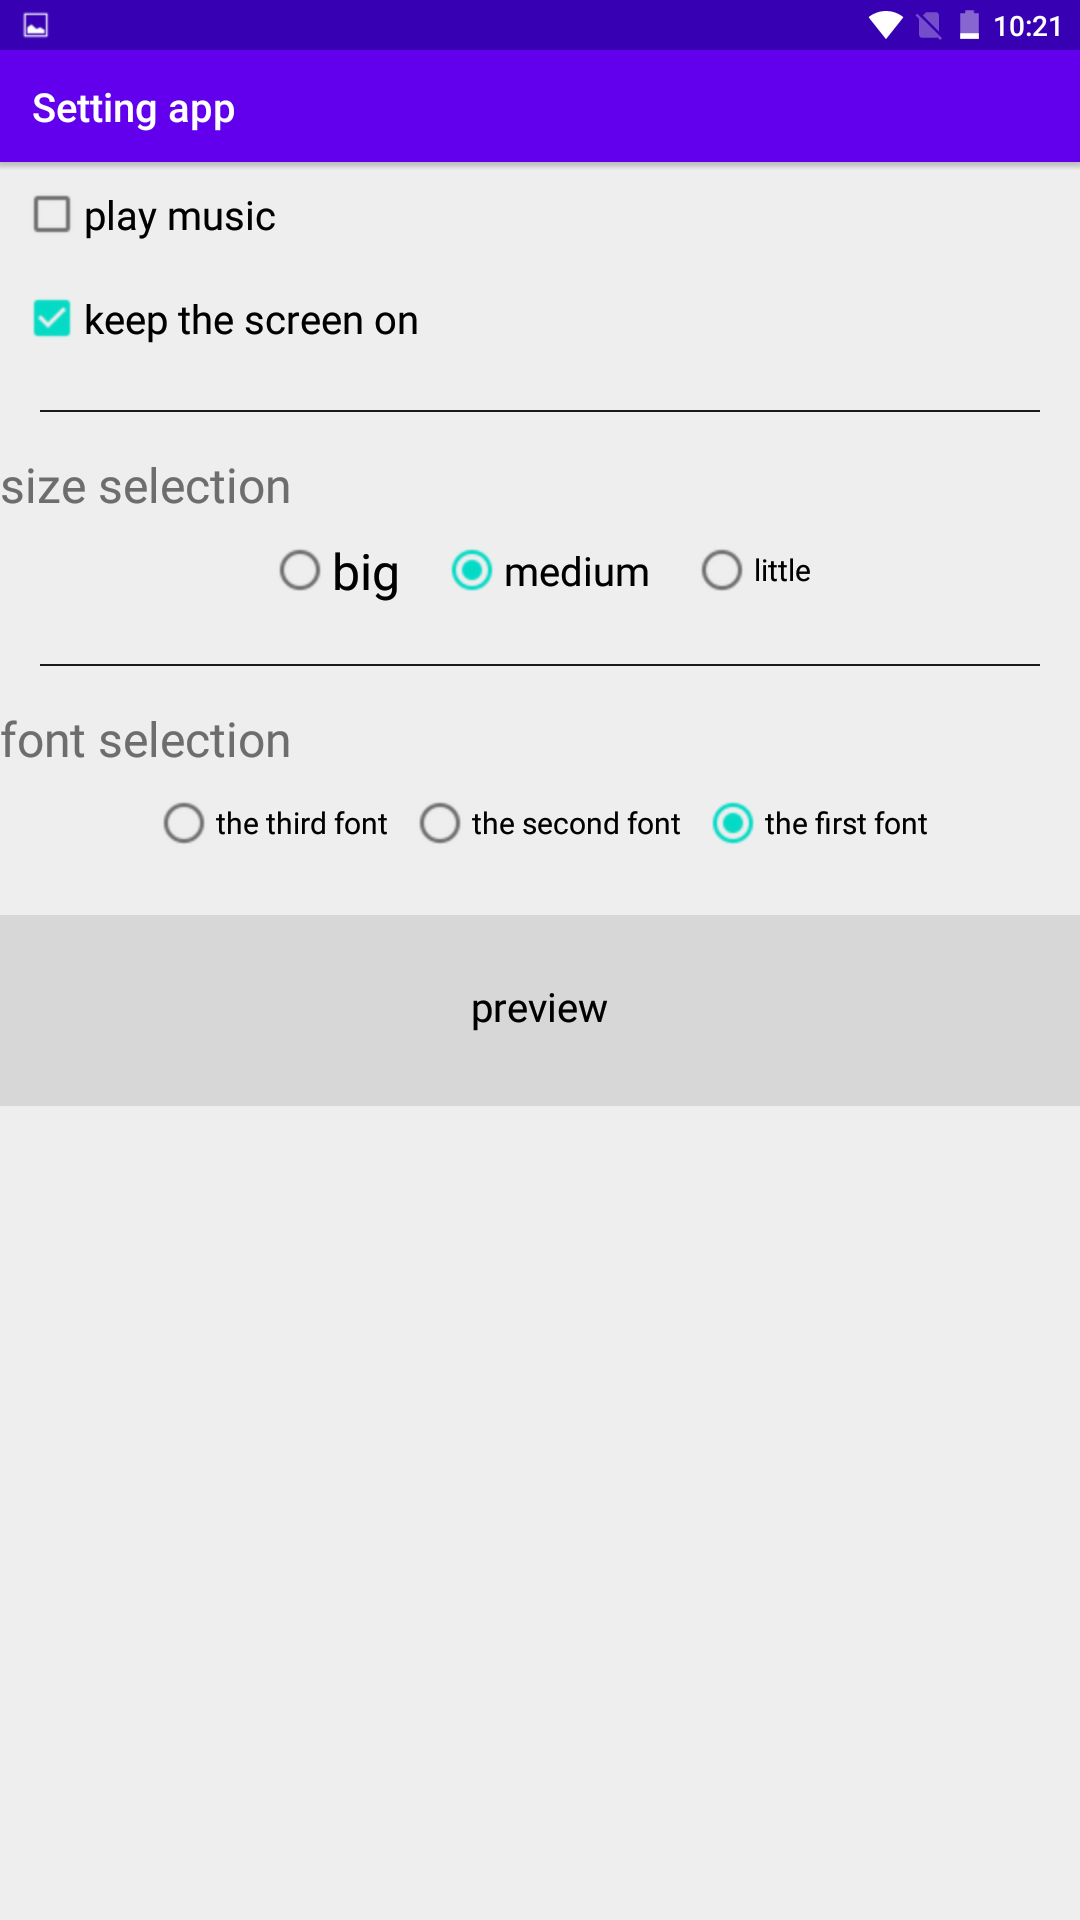 10:21
Setting app
play music
keep the screen on
size selection
big medium little
font selection
the third font the second font the first font
preview